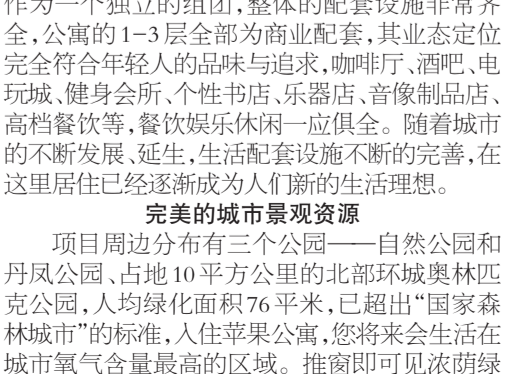 作为一个独立的组团,整体的配套设施非常齐
全,公寓的1-3层全部为商业配套,其业态定位
完全符合年轻人的品味与追求,咖啡厅、酒吧、电
玩城、健身会所、个性书店、乐器店、音像制品店、
高档餐饮等,餐饮娱乐休闲一应俱全。随着城市
的不断发展、延生,生活配套设施不断的完善,在
这里居住已经逐渐成为人们新的生活理想。
完美的城市景观资源
项目周边分布有三个公园——自然公园和
丹凤公园、占地10平方公里的北部环城奥林匹
克公园,人均绿化面积76平米,已超出“国家森
林城市”的标准,入住苹果公寓,您将来会生活在
城市氧气含量最高的区域。推窗即可见浓荫绿